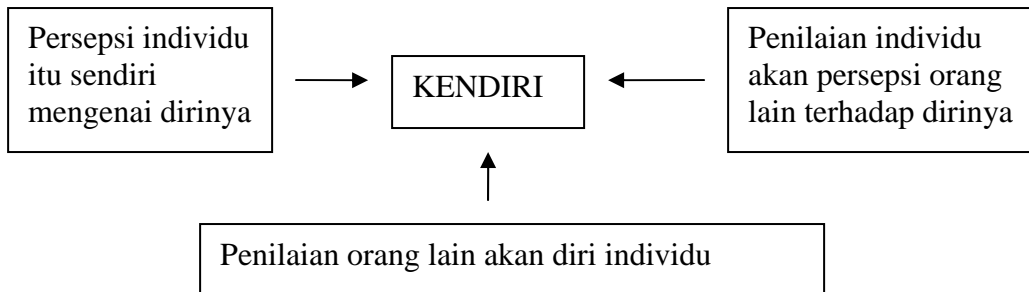 Persepsi individu
itu sendiri
mengenai dirinya
KENDIRI
Penilaian individu
akan persepsi orang
lain terhadap dirinya
Penilaian orang lain akan diri individu